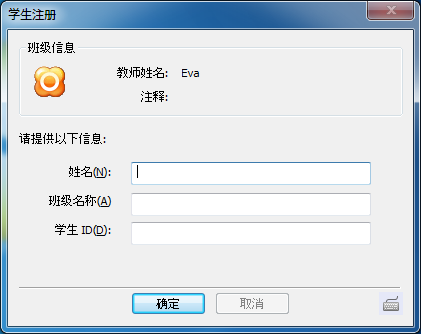 学生注册
班级信息
教师姓名: Eva
注释:
请提供以下信息:
姓名(N):
班级名称(A)
学生 ID(D):
确定 取消